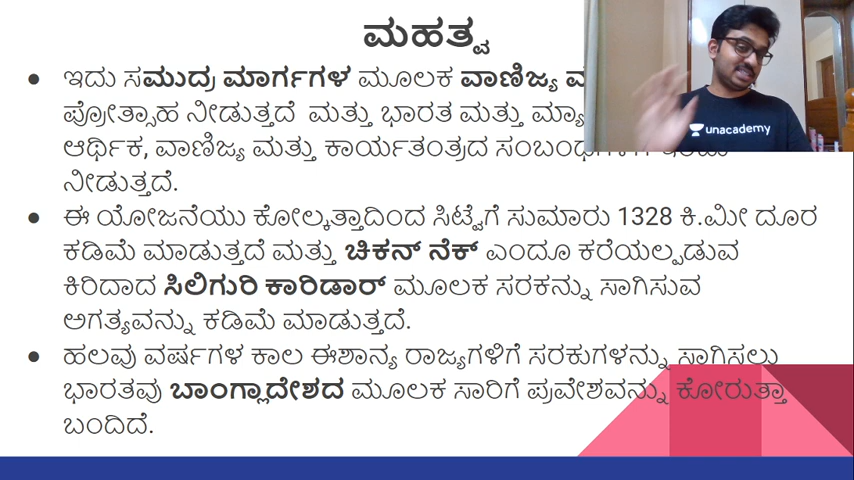 ಮಹತ್ವ
ಇದು ಸಮುದ್ರ ಮಾರ್ಗಗಳ ಮೂಲಕ ವಾಣಿಜ್ಯ
ಪ್ರೋತ್ಸಾಹ ನೀಡುತ್ತದೆ ಮತ್ತು ಭಾರತ ಮತ್ತು
ಆರ್ಥಿಕ, ವಾಣಿಜ್ಯ ಮತ್ತು ಕಾರ್ಯತಂತ್ರದ
ನೀಡುತ್ತದೆ.
ಈ ಯೋಜನೆಯು ಕೋಲ್ಕತ್ತಾದಿಂದ ಸಿಟ್ವೆಗೆ ಸುಮಾರು 1328 ಕಿ.ಮೀ ದೂರ
ಕಡಿಮೆ ಮಾಡುತ್ತದೆ ಮತ್ತು ಚಿಕನ್ ನೆಕ್ ಎಂದೂ ಕರೆಯಲ್ಪಡುವ
ಕಿರಿದಾದ ಸಿಲಿಗುರಿ ಕಾರಿಡಾರ್ ಮೂಲಕ ಸರಕನ್ನು ಸಾಗಿಸುವ
ಅಗತ್ಯವನ್ನು ಕಡಿಮೆ ಮಾಡುತ್ತದೆ.
ಹಲವು ವರ್ಷಗಳ ಕಾಲ ಈಶಾನ್ಯ ರಾಜ್ಯಗಳಿಗೆ ಸರಕುಗಳನ್ನು ಸಾಗಿಸಲು
ಭಾರತವು ಬಾಂಗ್ಲಾದೇಶದ ಮೂಲಕ ಸಾರಿಗೆ ಪ್ರವೇಶವನ್ನು ಕೋರುತ್ತಾ
ಬಂದಿದೆ.
unacademy